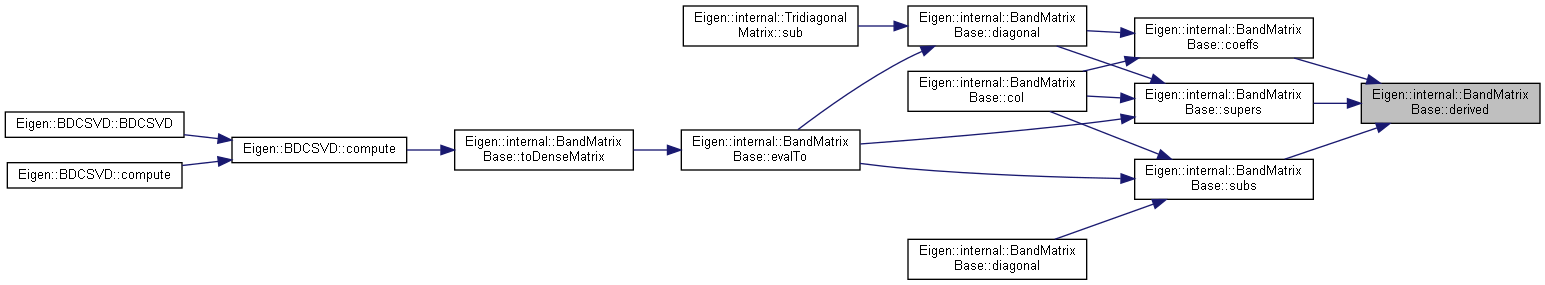 Eigen::internal::Tridiagonal
Matrix::sub
Eigen::internal::BandMatrix
Base::diagonal
Eigen::internal::BandMatrix
Base::coeffs
Eigen::internal::BandMatrix
Base::col
Eigen::internal::BandMatrix
Base::supers
Eigen::internal::BandMatrix
Base::derived
Eigen::BDCSVD::BDCSVD
Eigen::BDCSVD::compute
Eigen::internal::BandMatrix
Base::toDenseMatrix
Eigen::internal::BandMatrix
Base::evalTo
Eigen::BDCSVD::compute
Eigen::internal::BandMatrix
Base::subs
Eigen::internal::BandMatrix
Base::diagonal